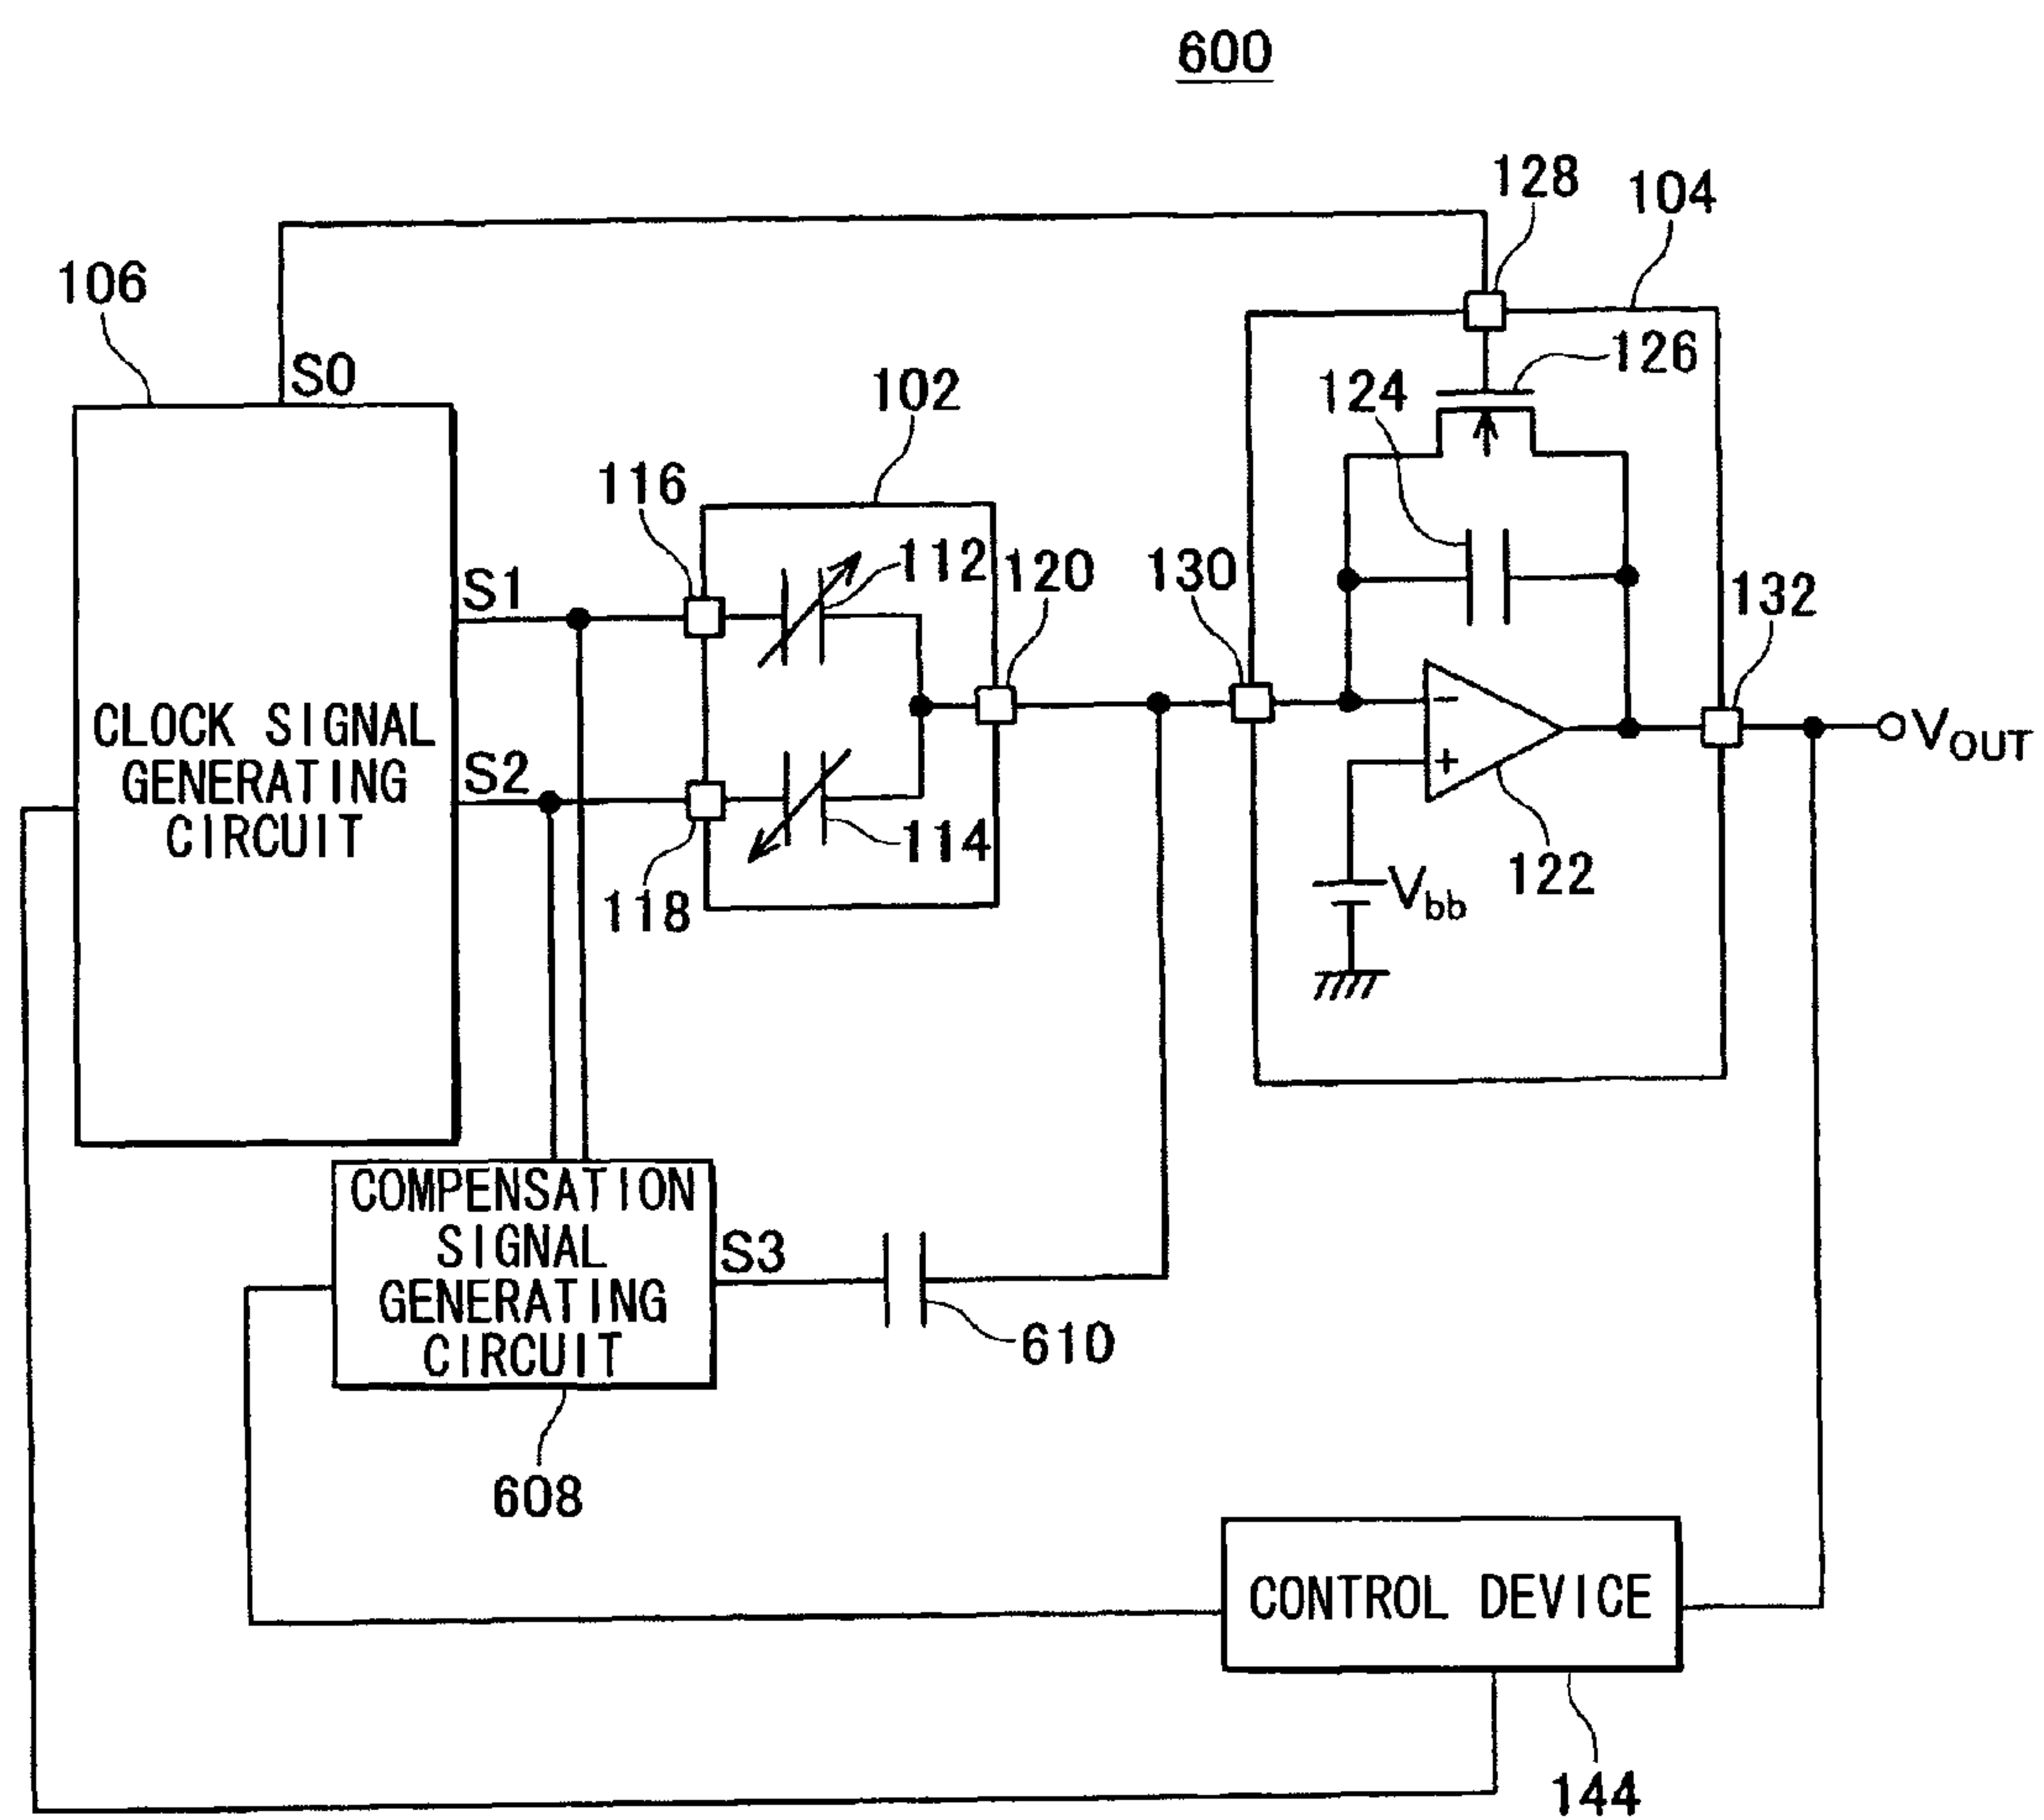 600
128
104
106
S0
126
124
102
116
112
120
130
132
S1
CLOCK SIGNAL
GENERATING
CIRCUIT
S2
−
+
VOUT
118
114
Vbb
122
COMPENSATION
SIGNAL
GENERATING
CIRCUIT
S3
610
608
CONTROL DEVICE
144